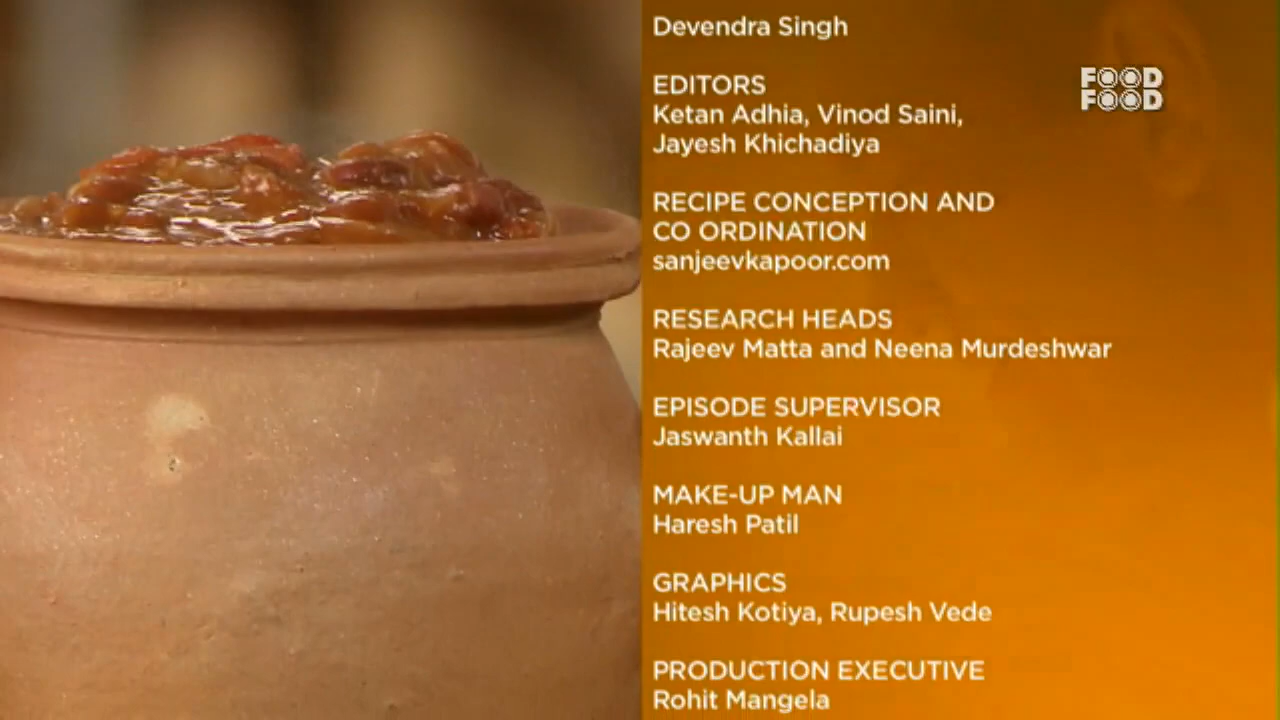 Devendra Singh
EDITORS
Ketan Adhia, Vinod Saini,
Jayesh Khichadiya
RECIPE CONCEPTION AND
CO ORDINATION
sanjeevkapoor.com
RESEARCH HEADS
Rajeev Matta and Neena Murdeshwar
EPISODE SUPERVISOR
Jaswanth Kallai
MAKE-UP MAN
Haresh Patil
GRAPHICS
Hitesh Kotiya, Rupesh Vede
PRODUCTION EXECUTIVE
Rohit Mangela
FOOD
FOOD